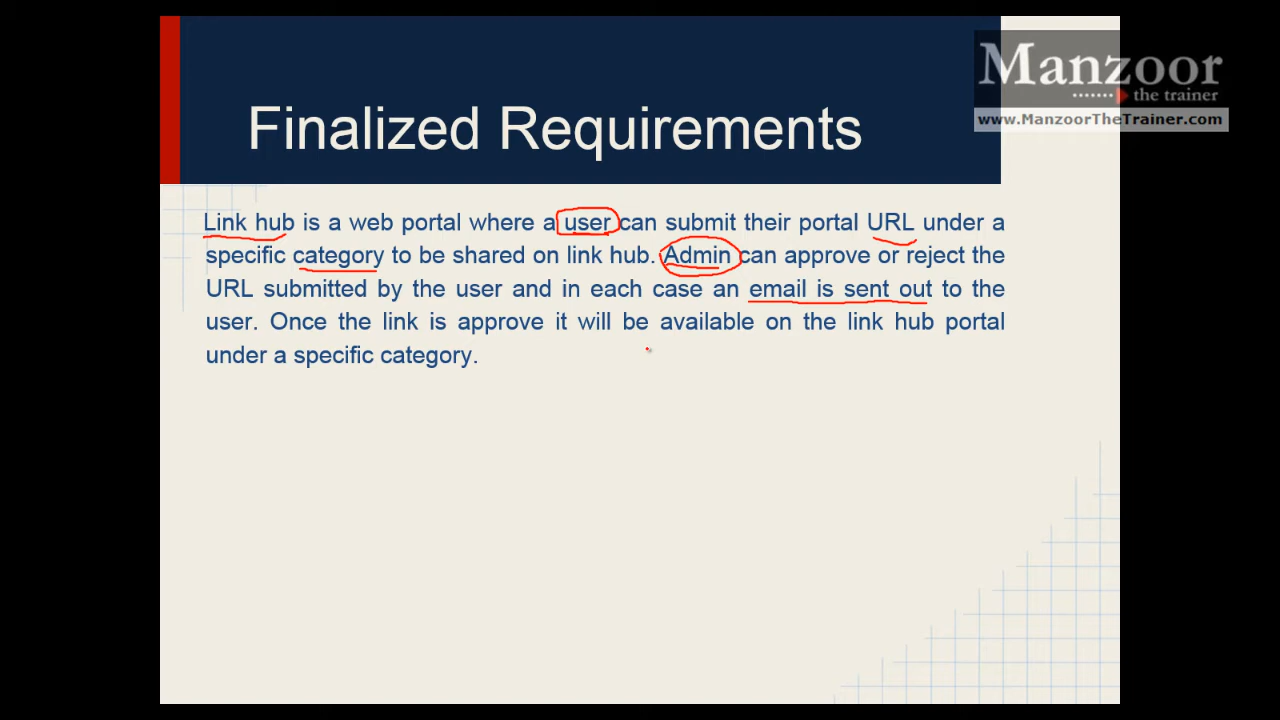 Manzoor
the trainer
www.ManzoorTheTrainer.com
Finalized Requirements
Link hub is a web portal where a user can submit their portal URL under a
specific category to be shared on link hub. Admin can approve or reject the
URL submitted by the user and in each case an email is sent out to the
user. Once the link is approve it will be available on the link hub portal
under a specific category.